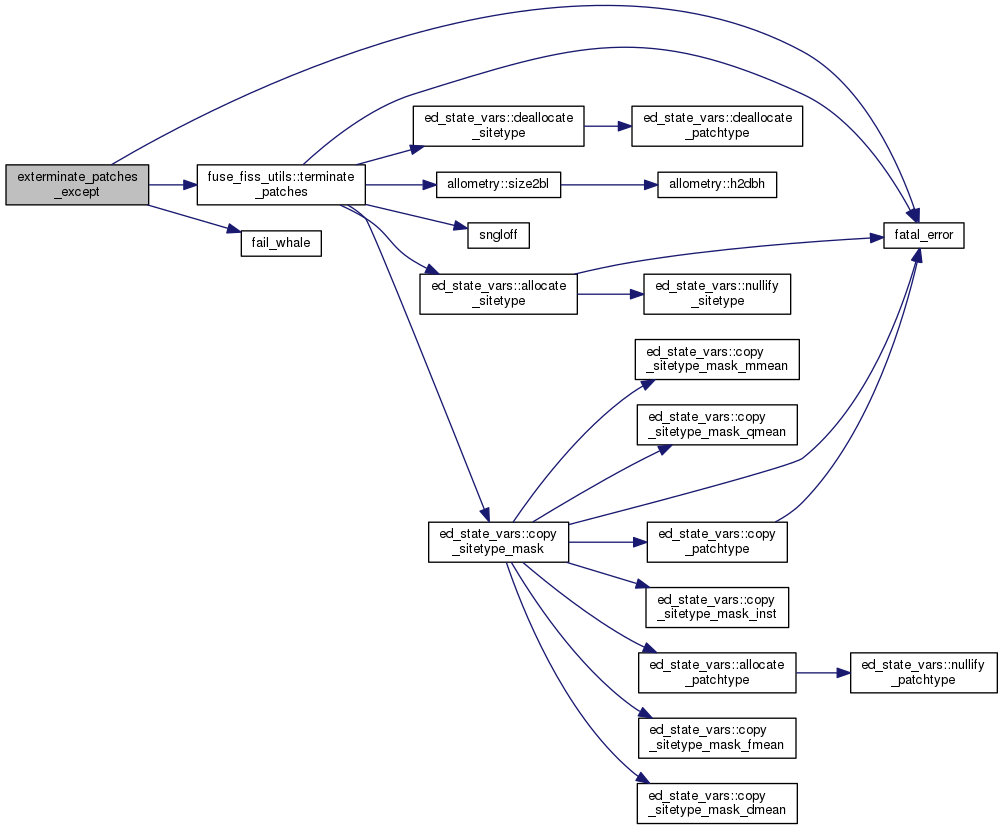 exterminate_patches
_except
fuse_fiss_utils::terminate
_patches
fail_whale
ed_state_vars::deallocate
_sitetype
ed_state_vars::deallocate
_patchtype
allometry::size2bl
allometry::h2dbh
sngloff
fatal_error
ed_state_vars::allocate
_sitetype
ed_state_vars::nullify
_sitetype
ed_state_vars::copy
_sitetype_mask_mmean
ed_state_vars::copy
_sitetype_mask_qmean
ed_state_vars::copy
_sitetype_mask
ed_state_vars::copy
_patchtype
ed_state_vars::copy
_sitetype_mask_inst
ed_state_vars::allocate
_patchtype
ed_state_vars::nullify
_patchtype
ed_state_vars::copy
_sitetype_mask_fmean
ed_state_vars::copy
_sitetype_mask_dmean